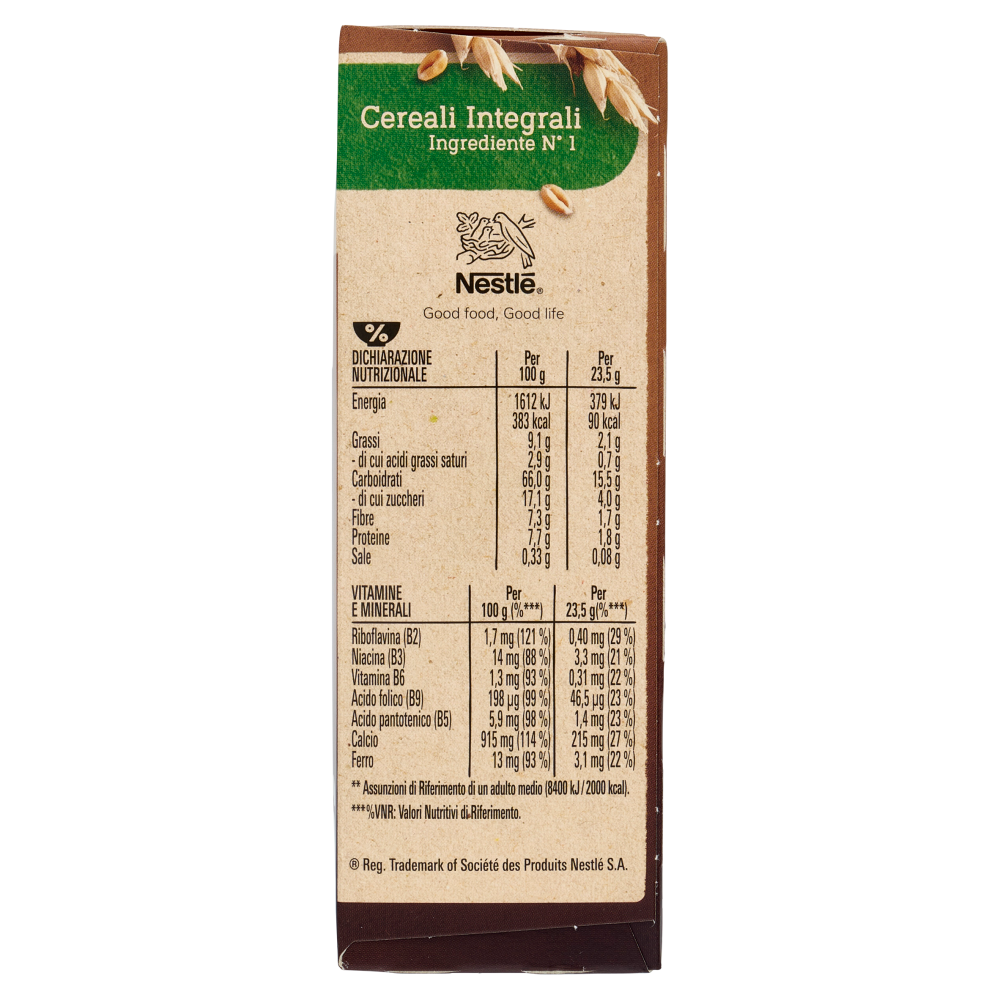 Cereali Integrali
Ingrediente N° 1
Nestlé®
Good food, Good life
%
DICHIARAZIONE NUTRIZIONALE Per 100 g Per 23,5 g
Energia 1612 kJ 379 kJ
383 kcal 90 kcal
Grassi 9,1 g 2,1 g
- di cui acidi grassi saturi 2,9 g 0,7 g
Carboidrati 66,0 g 15,5 g
- di cui zuccheri 17,1 g 4,0 g
Fibre 7,3 g 1,7 g
Proteine 7,7 g 1,8 g
Sale 0,33 g 0,08 g
VITAMINE E MINERALI Per 100 g (%***) Per 23,5 g(%***)
Riboflavina (B2) 1,7 mg (121 %) 0,40 mg (29 %)
Niacina (B3) 14 mg (88 %) 3,3 mg (21 %)
Vitamina B6 1,3 mg (93 %) 0,31 mg (22 %)
Acido folico (B9) 198 µg (99 %) 46,5 µg (23 %)
Acido pantotenico (B5) 5,9 mg (98 %) 1,4 mg (23 %)
Calcio 915 mg (114 %) 215 mg (27 %)
Ferro 13 mg (93 %) 3,1 mg (22 %)
** Assunzioni di Riferimento di un adulto medio (8400 kJ/2000 kcal).
***%VNR: Valori Nutritivi di Riferimento.
® Reg. Trademark of Société des Produits Nestlé S.A.